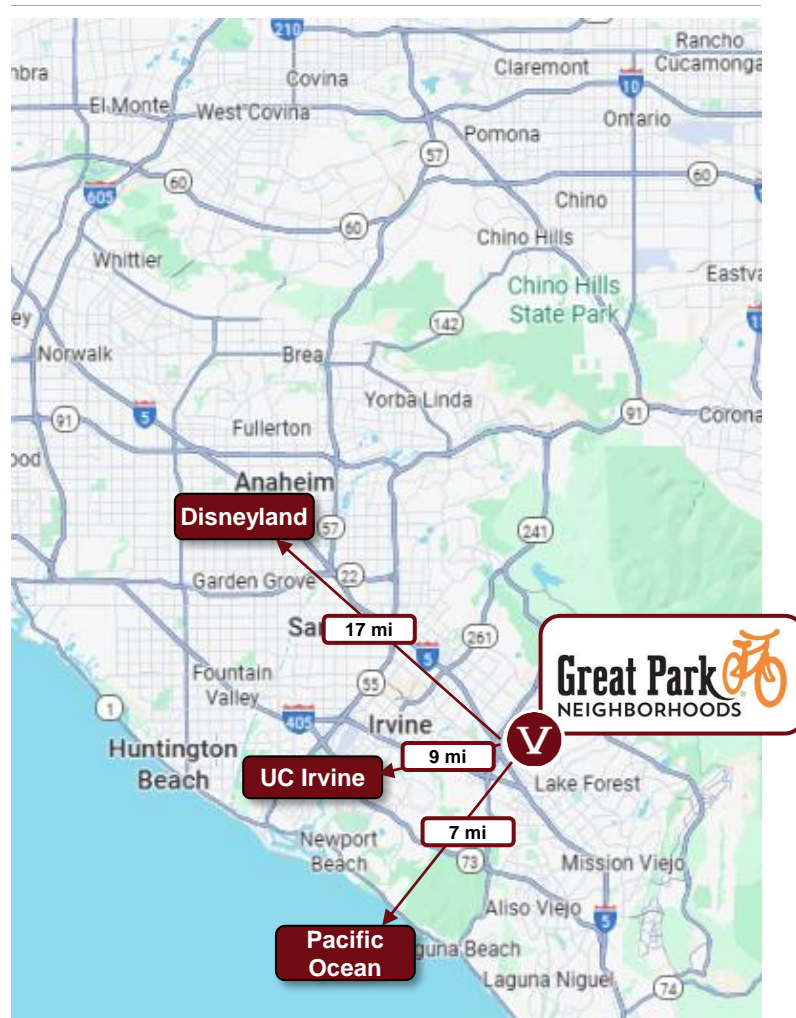 210
Rancho
Cucamonga
Claremont
Covina
10
El Monte
West Covina
Ontario
Pomona
57
60
60
605
Chino
60
Chino Hills
Whittier
Chino Hills
State Park
142
Norwalk
Brea
Yorba Linda
91
5
91
Corona
Fullerton
Anaheim
Disneyland
57
241
22
Garden Grove
17 mi
261
5
Fountain
Valley
55
Great Park
NEIGHBORHOODS
1
405
Irvine
V
Huntington
Beach
9 mi
UC Irvine
Lake Forest
7 mi
Newport
Beach
73
Mission Viejo
Aliso Viejo
5
Pacific
Ocean
guna Beach
Laguna Niguel
74